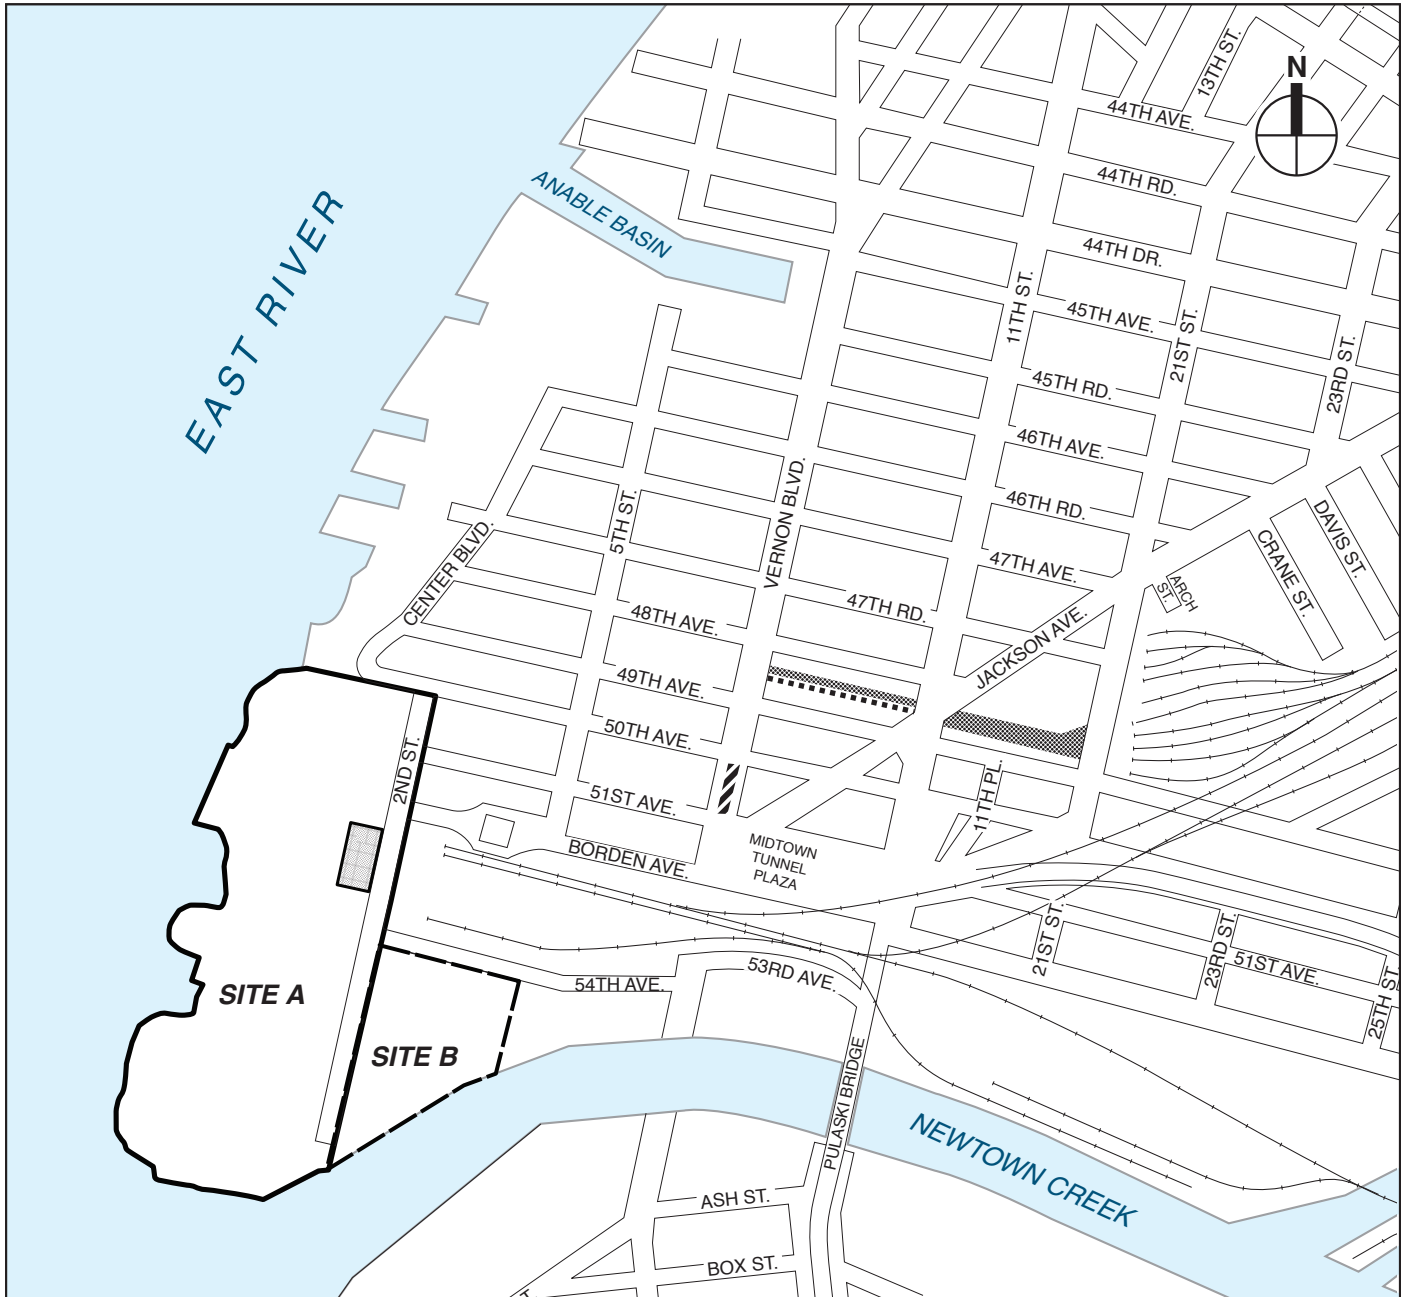 13TH ST.
N
44TH AVE.
ANABLE BASIN
44TH RD.
EAST RIVER
44TH DR.
11TH ST.
45TH AVE.
21ST ST.
23RD ST.
45TH RD.
46TH AVE.
VERNON BLVD.
5TH ST.
46TH RD.
DAVIS ST.
CRANE ST.
CENTER BLVD.
47TH AVE.
ARCH
ST.
47TH RD.
48TH AVE.
JACKSON AVE.
49TH AVE.
50TH AVE.
2ND ST.
11TH PL.
51ST AVE.
MIDTOWN
TUNNEL
PLAZA
BORDEN AVE.
21ST ST.
23RD ST.
51ST AVE.
53RD AVE.
54TH AVE.
25TH ST.
SITE A
SITE B
PULASKI BRIDGE
NEWTOWN CREEK
ASH ST.
BOX ST.